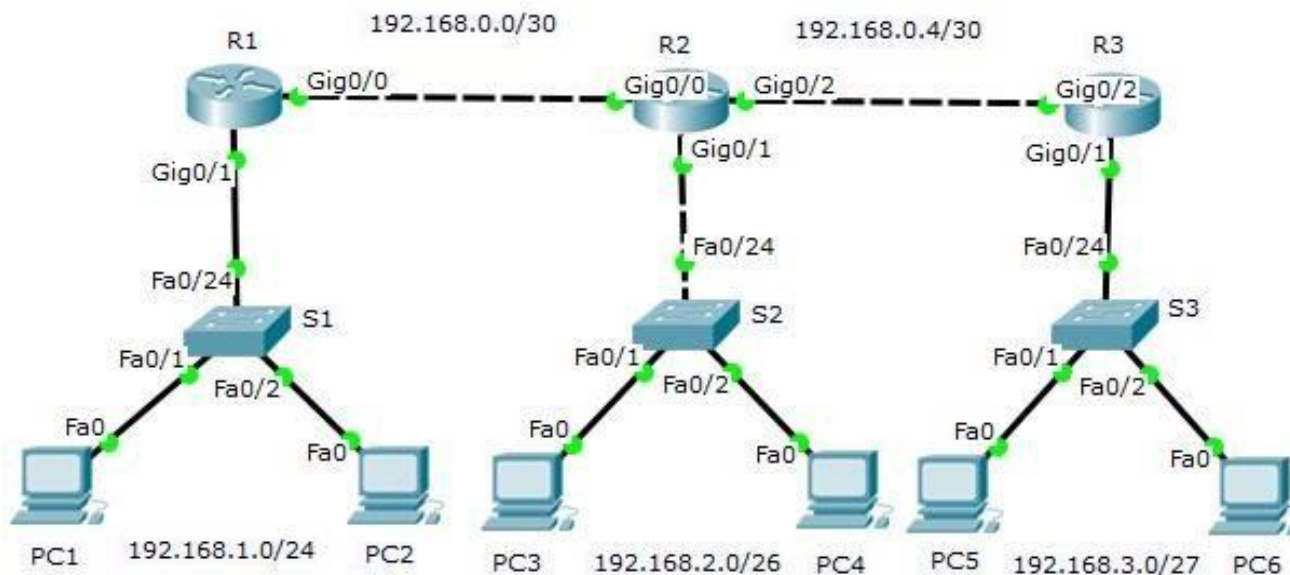 192.168.0.0/30
192.168.0.4/30
R1
R2
R3
Gig0/0
Gig0/0
Gig0/2
Gig0/2
Gig0/1
Gig0/1
Gig0/1
Fa0/24
Fa0/24
Fa0/24
S1
S2
S3
Fa0/1
Fa0/2
Fa0/1
Fa0/2
Fa0/1
Fa0/2
Fa0
Fa0
Fa0
Fa0
Fa0
Fa0
PC1
192.168.1.0/24
PC2
PC3
192.168.2.0/26
PC4
PC5
192.168.3.0/27
PC6